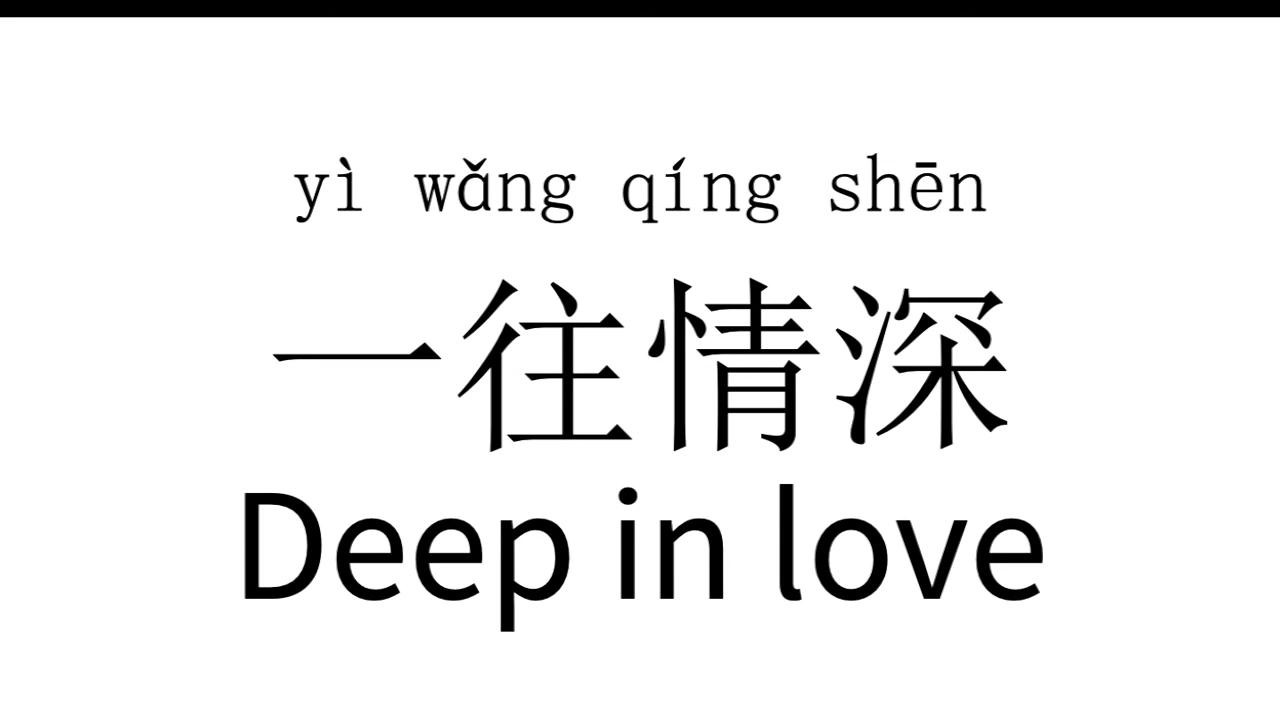 yì wǎng qíng shēn
一往情深
Deep in love